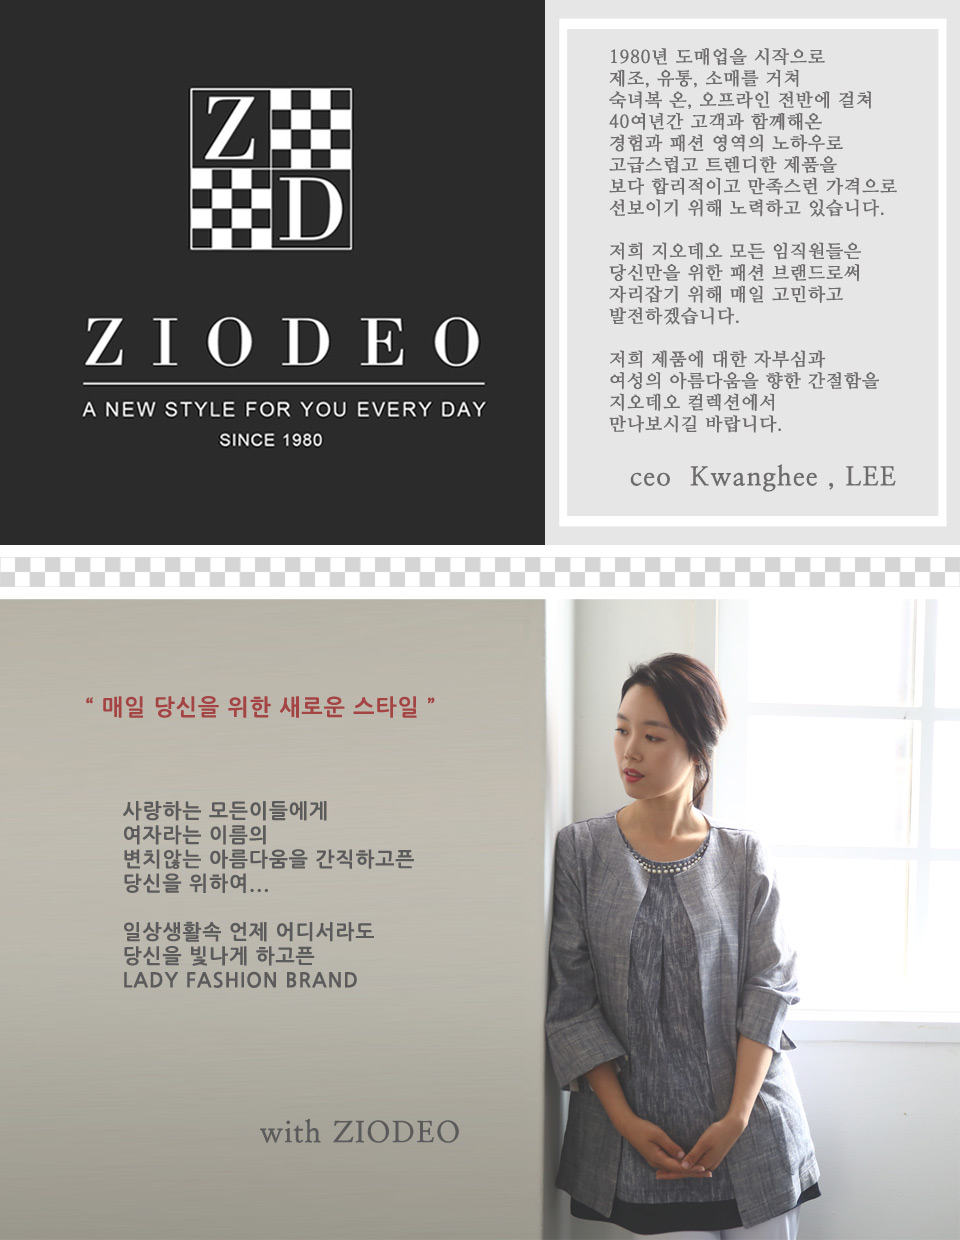 Z
D
ZIODEO
A NEW STYLE FOR YOU EVERY DAY
SINCE 1980
1980년 도매업을 시작으로
제조, 유통, 소매를 거쳐
숙녀복 온, 오프라인 전반에 걸쳐
40여년간 고객과 함께해온
경험과 패션 영역의 노하우로
고급스럽고 트렌디한 제품을
보다 합리적이고 만족스런 가격으로
선보이기 위해 노력하고 있습니다.
저희 지오데오 모든 임직원들은
당신만을 위한 패션 브랜드로써
자리잡기 위해 매일 고민하고
발전하겠습니다.
저희 제품에 대한 자부심과
여성의 아름다움을 향한 간절함을
지오데오 컬렉션에서
만나보시길 바랍니다.
ceo Kwanghee , LEE
“ 매일 당신을 위한 새로운 스타일 ”
사랑하는 모든이들에게
여자라는 이름의
변치않는 아름다움을 간직하고픈
당신을 위하여...
일상생활속 언제 어디서라도
당신을 빛나게 하고픈
LADY FASHION BRAND
with ZIODEO